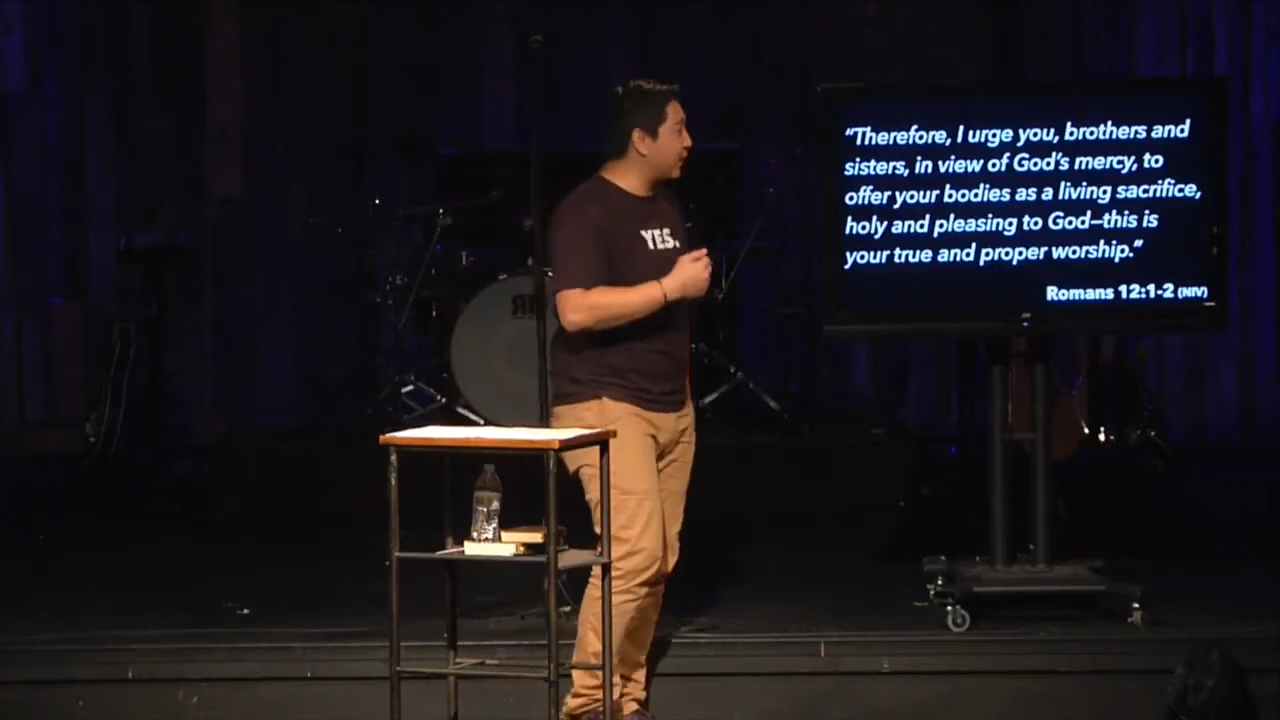 YES.
“Therefore, I urge you, brothers and
sisters, in view of God’s mercy, to
offer your bodies as a living sacrifice,
holy and pleasing to God—this is
your true and proper worship.”
Romans 12:1-2 (NIV)